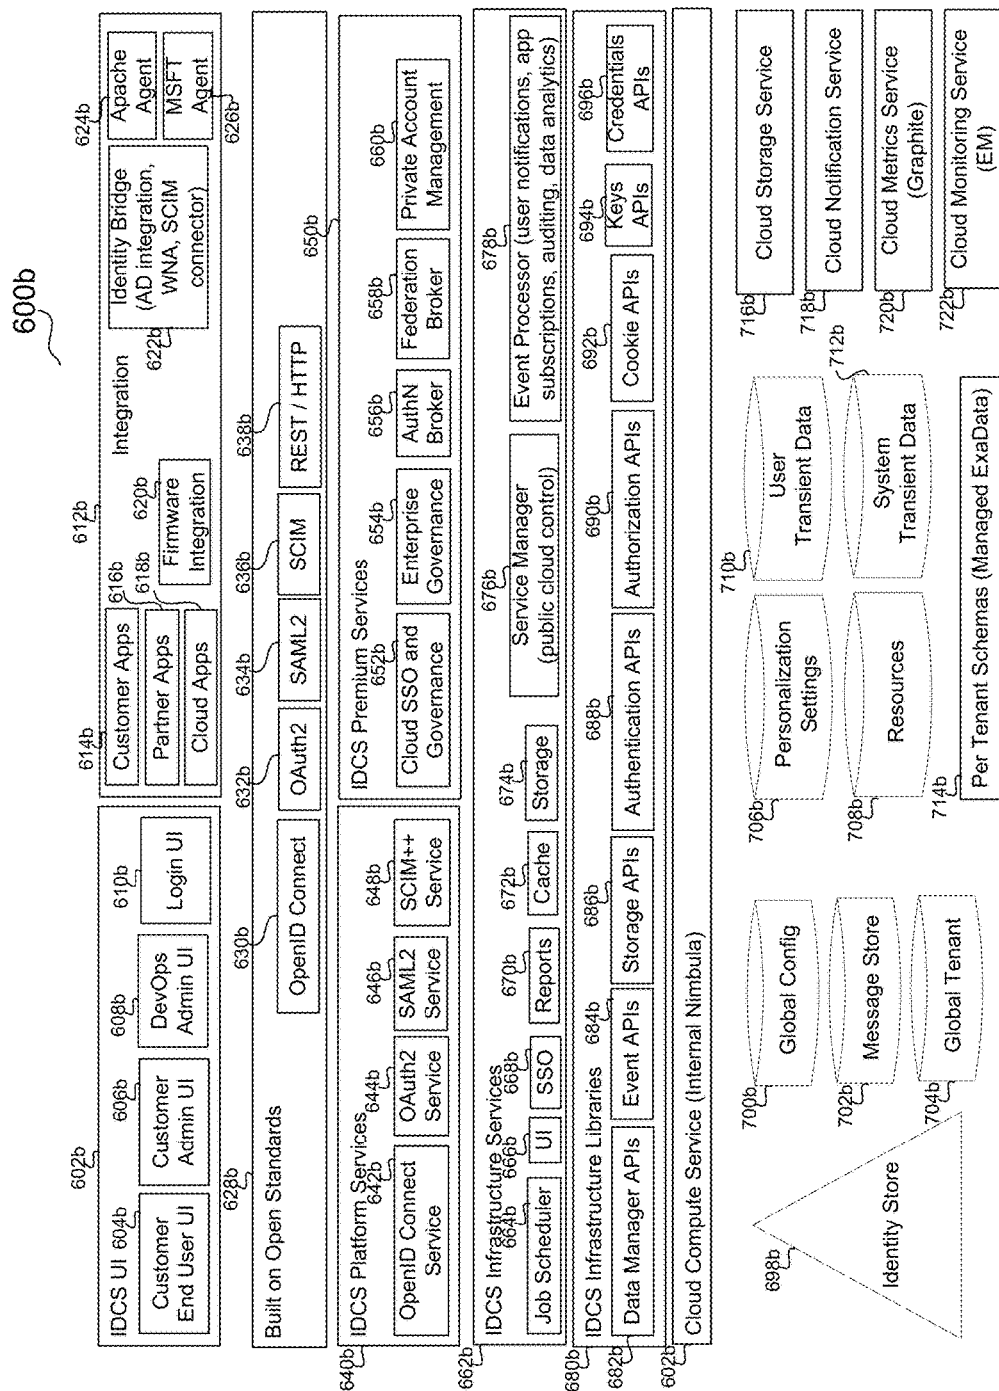 600b
602b
IDCS UI
604b
Customer
End User UI
606b
Customer
Admin UI
608b
DevOps
Admin UI
610b
Login UI
612b
Integration
614b
Customer Apps
616b
Partner Apps
618b
Cloud Apps
620b
Firmware
Integration
622b
Identity Bridge
(AD integration,
WNA, SCIM
connector)
624b
Apache
Agent
MSFT
Agent
626b
628b
Built on Open Standards
630b
OpenID Connect
632b
OAuth2
634b
SAML2
636b
SCIM
638b
REST / HTTP
640b
IDCS Platform Services
642b
OpenID Connect
Service
644b
OAuth2
Service
646b
SAML2
Service
648b
SCIM++
Service
650b
IDCS Premium Services
652b
Cloud SSO and
Governance
654b
Enterprise
Governance
656b
AuthN
Broker
658b
Federation
Broker
660b
Private Account
Management
662b
IDCS Infrastructure Services
664b
Job Scheduler
666b
UI
668b
SSO
670b
Reports
672b
Cache
674b
Storage
676b
Service Manager
(public cloud control)
678b
Event Processor (user notifications, app
subscriptions, auditing, data analytics)
680b
IDCS Infrastructure Libraries
682b
Data Manager APIs
684b
Event APIs
686b
Storage APIs
688b
Authentication APIs
690b
Authorization APIs
692b
Cookie APIs
694b
Keys
APIs
696b
Credentials
APIs
602b
Cloud Compute Service (Internal Nimbula)
698b
Identity Store
700b
Global Config
702b
Message Store
704b
Global Tenant
706b
Personalization
Settings
708b
Resources
710b
User
Transient Data
712b
System
Transient Data
714b
Per Tenant Schemas (Managed ExaData)
716b
Cloud Storage Service
718b
Cloud Notification Service
720b
Cloud Metrics Service
(Graphite)
722b
Cloud Monitoring Service
(EM)